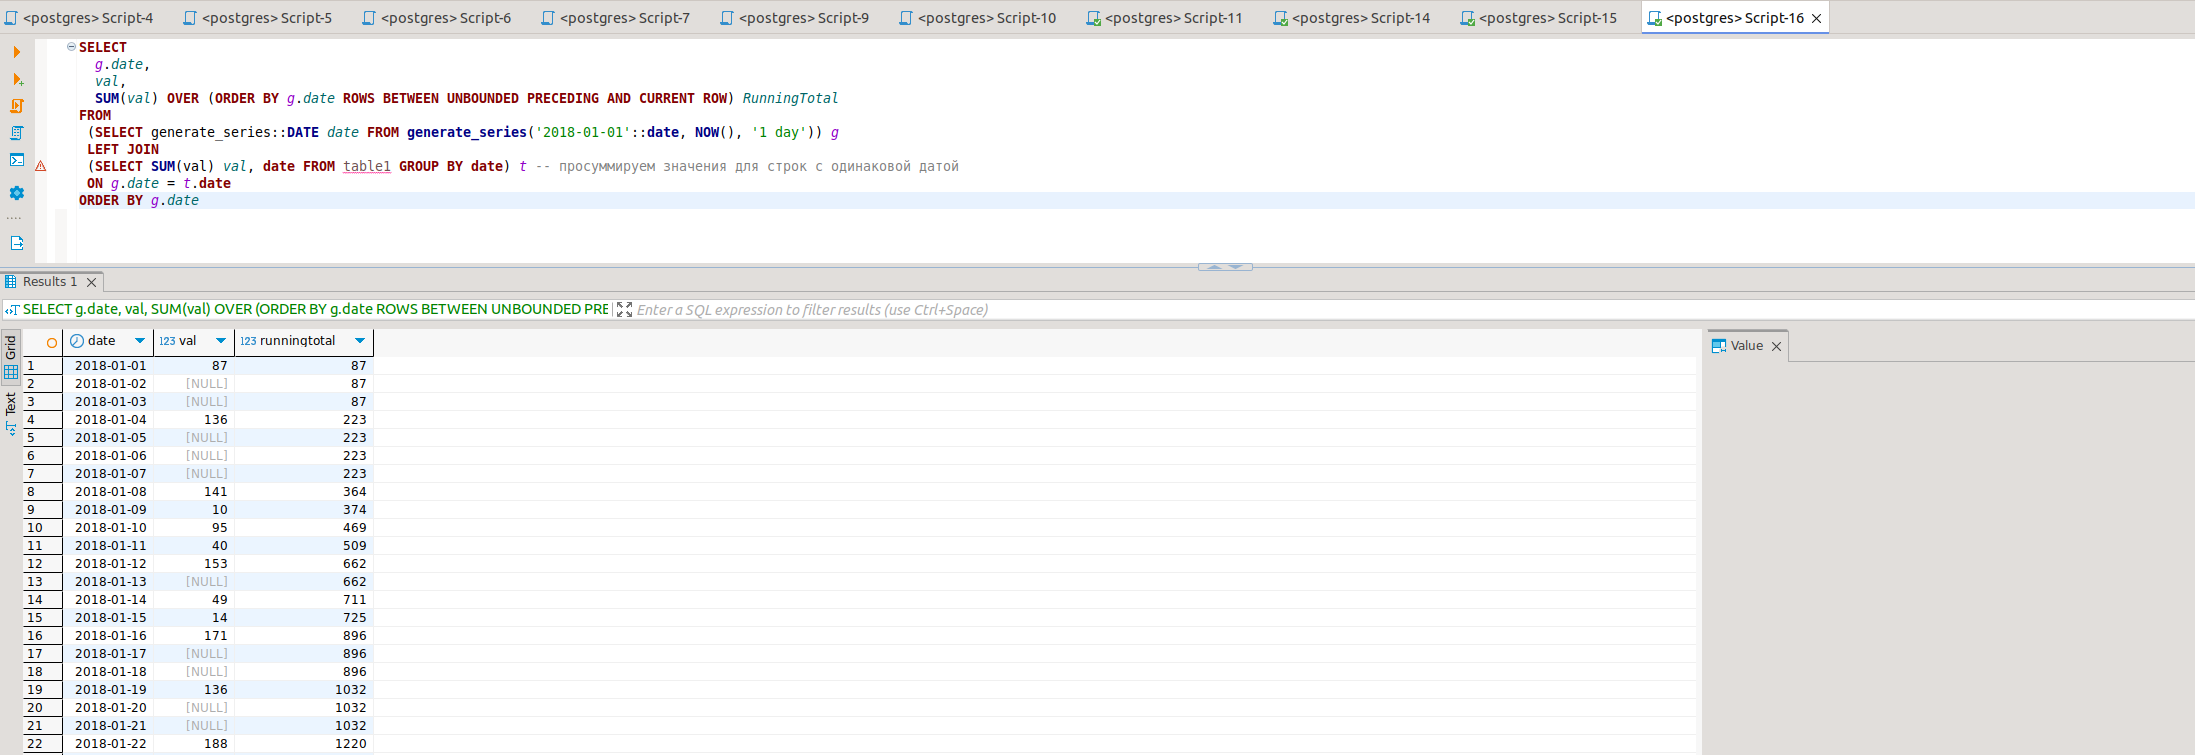 <postgres> Script-4 <postgres> Script-5 <postgres> Script-6 <postgres> Script-7 <postgres> Script-9 <postgres> Script-10 <postgres> Script-11 <postgres> Script-14 <postgres> Script-15 <postgres> Script-16
SELECT
g.date,
val,
SUM(val) OVER (ORDER BY g.date ROWS BETWEEN UNBOUNDED PRECEDING AND CURRENT ROW) RunningTotal
FROM
(SELECT generate_series::DATE date FROM generate_series('2018-01-01'::date, NOW(), '1 day')) g
LEFT JOIN
(SELECT SUM(val) val, date FROM table1 GROUP BY date) t -- просуммируем значения для строк с одинаковой датой
ON g.date = t.date
ORDER BY g.date
Results 1
SELECT g.date, val, SUM(val) OVER (ORDER BY g.date ROWS BETWEEN UNBOUNDED PRE Enter a SQL expression to filter results (use Ctrl+Space)
Grid
Text
Value
date 123 val 123 runningtotal
1 2018-01-01 87 87
2 2018-01-02 [NULL] 87
3 2018-01-03 [NULL] 87
4 2018-01-04 136 223
5 2018-01-05 [NULL] 223
6 2018-01-06 [NULL] 223
7 2018-01-07 [NULL] 223
8 2018-01-08 141 364
9 2018-01-09 10 374
10 2018-01-10 95 469
11 2018-01-11 40 509
12 2018-01-12 153 662
13 2018-01-13 [NULL] 662
14 2018-01-14 49 711
15 2018-01-15 14 725
16 2018-01-16 171 896
17 2018-01-17 [NULL] 896
18 2018-01-18 [NULL] 896
19 2018-01-19 136 1032
20 2018-01-20 [NULL] 1032
21 2018-01-21 [NULL] 1032
22 2018-01-22 188 1220